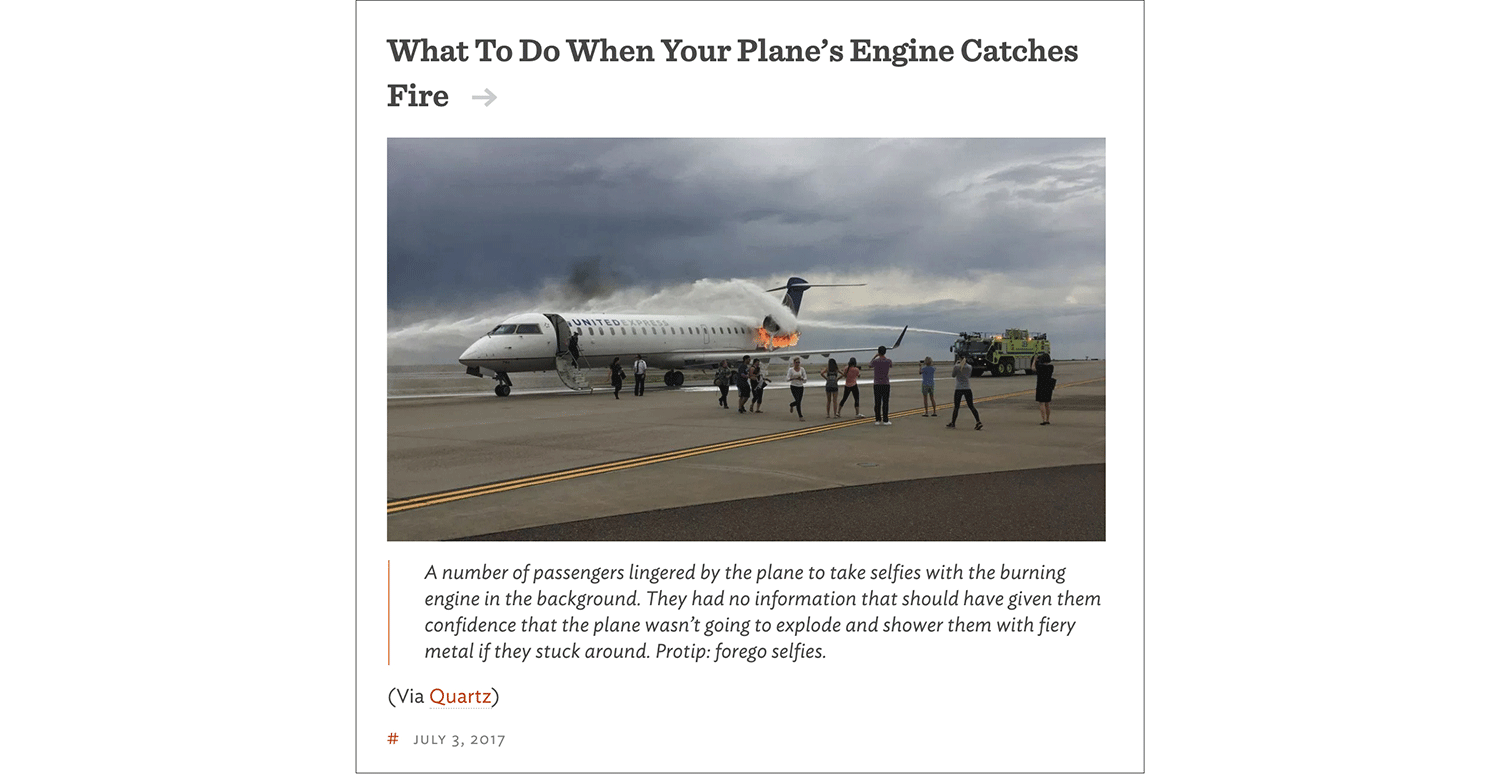 What To Do When Your Plane’s Engine Catches
Fire →
UNITED EXPRESS
A number of passengers lingered by the plane to take selfies with the burning
engine in the background. They had no information that should have given them
confidence that the plane wasn’t going to explode and shower them with fiery
metal if they stuck around. Protip: forego selfies.
(Via Quartz)
# JULY 3, 2017